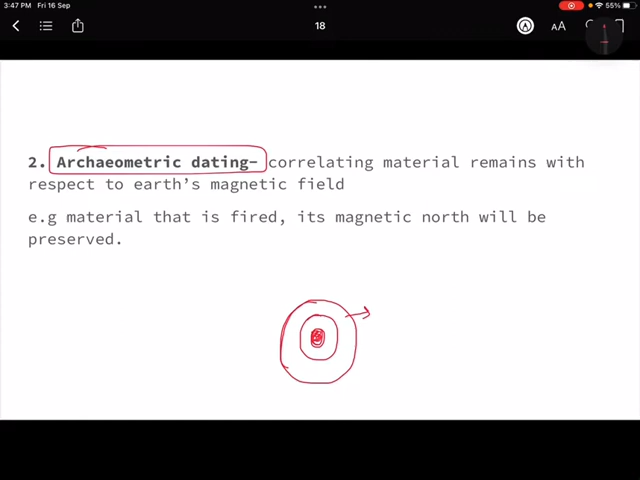 3:47 PM Fri 16 Sep
55%
18
AA
2. Archaeometric dating- correlating material remains with
respect to earth's magnetic field
e.g material that is fired, its magnetic north will be
preserved.